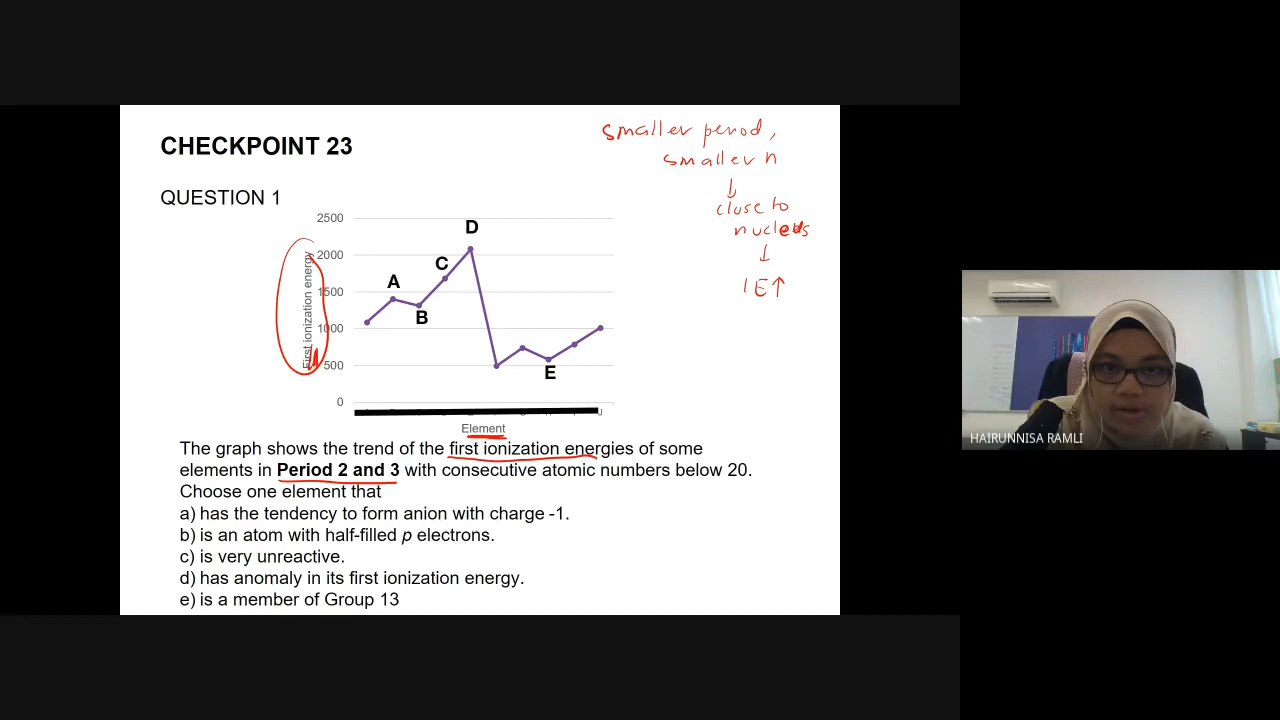 CHECKPOINT 23
smaller period,
smaller n
↓
close to
nucleus
↓
IE↑
QUESTION 1
2500
2000
1500
1000
500
0
First ionization energy
A
B
C
D
E
J
Element
The graph shows the trend of the first ionization energies of some
elements in Period 2 and 3 with consecutive atomic numbers below 20.
Choose one element that
a) has the tendency to form anion with charge -1.
b) is an atom with half-filled p electrons.
c) is very unreactive.
d) has anomaly in its first ionization energy.
e) is a member of Group 13
HAIRUNNISA RAMLI